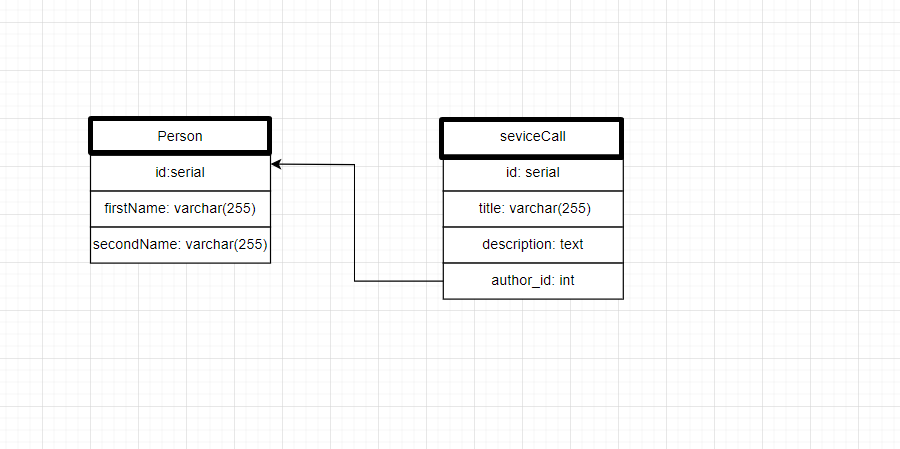 Person
id:serial
firstName: varchar(255)
secondName: varchar(255)
seviceCall
id: serial
title: varchar(255)
description: text
author_id: int